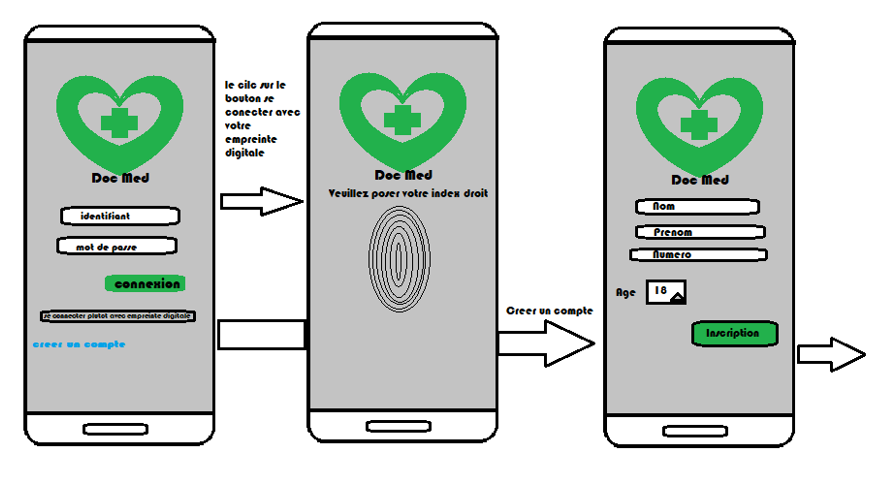 Doc Med
identifiant
mot de passe
connexion
se connecter plutot avec empreinte digitale
creer un compte
le cilc sur le
bouton se
conecter avec
votre
empreinte
digitale
Doc Med
Veuillez poser votre index droit
Creer un compte
Doc Med
Nom
Prenom
Numero
Age
18
Inscription